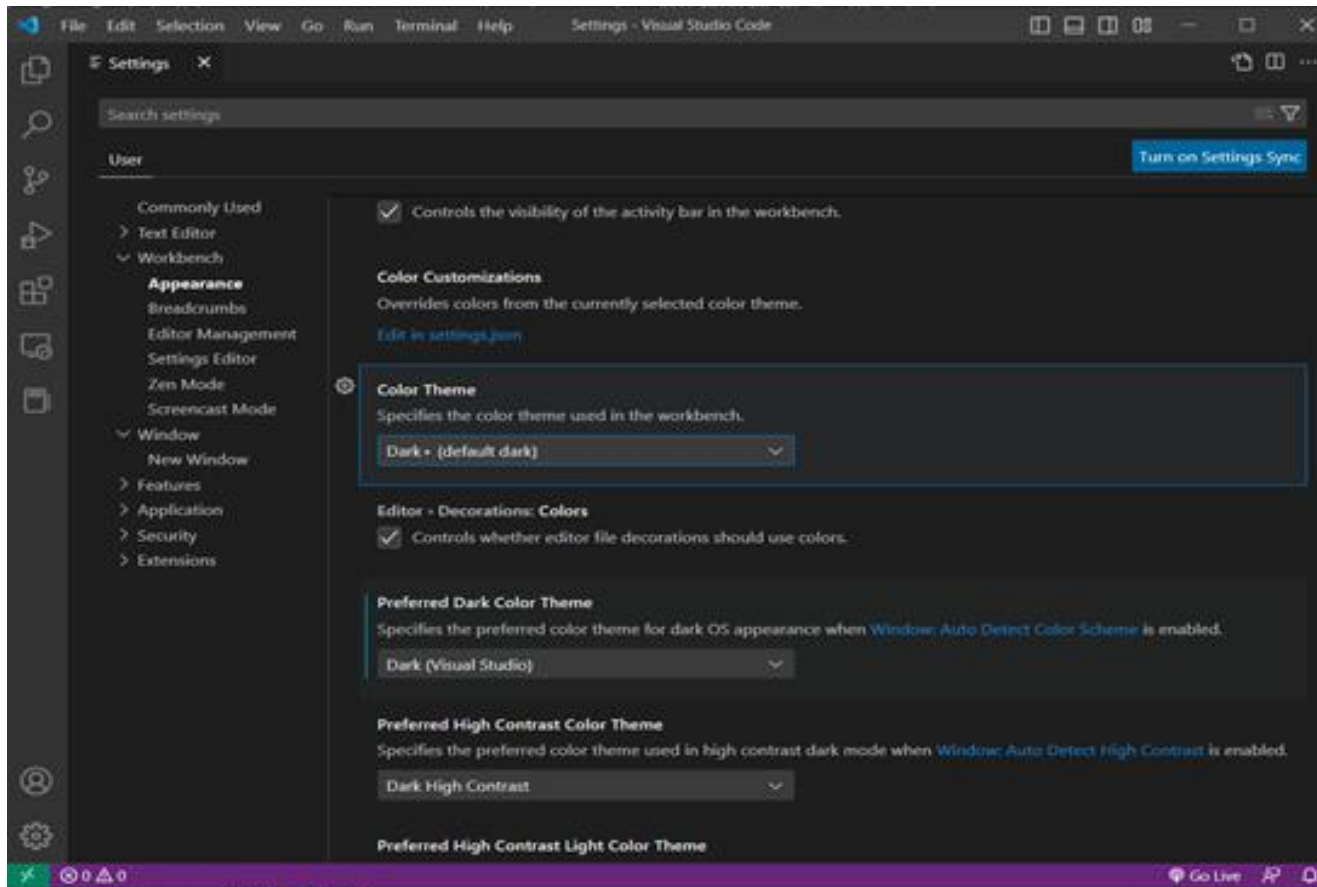 File Edit Selection View Go Run Terminal Help Settings - Visual Studio Code
Settings
Search settings
User
Turn on Settings Sync
Commonly Used
Text Editor
Workbench
Appearance
Breadcrumbs
Editor Management
Settings Editor
Zen Mode
Screencast Mode
Window
New Window
Features
Application
Security
Extensions
Controls the visibility of the activity bar in the workbench.
Color Customizations
Overrides colors from the currently selected color theme.
Edit in settings.json
Color Theme
Specifies the color theme used in the workbench.
Dark+ (default dark)
Editor - Decorations: Colors
Controls whether editor file decorations should use colors.
Preferred Dark Color Theme
Specifies the preferred color theme for dark OS appearance when Window: Auto Detect Color Scheme is enabled.
Dark (Visual Studio)
Preferred High Contrast Color Theme
Specifies the preferred color theme used in high contrast dark mode when Window: Auto Detect High Contrast is enabled.
Dark High Contrast
Preferred High Contrast Light Color Theme
0 0 Go Live